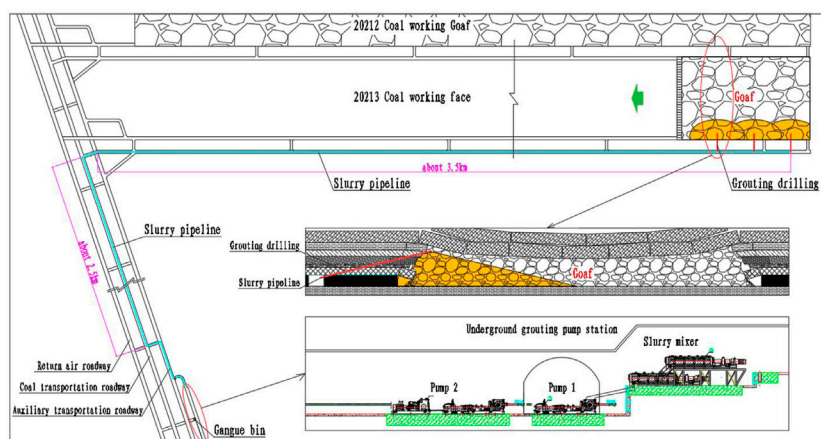 20212 Coal working Goaf
20213 Coal working face
Goaf
about 3.5km
Slurry pipeline
Grouting drilling
Slurry pipeline
about 2.5km
Grouting drilling
Goaf
Slurry pipeline
Underground grouting pump station
Slurry mixer
Return air roadway
Coal transportation roadway
Pump 2
Pump 1
Auxiliary transportation roadway
Gangue bin